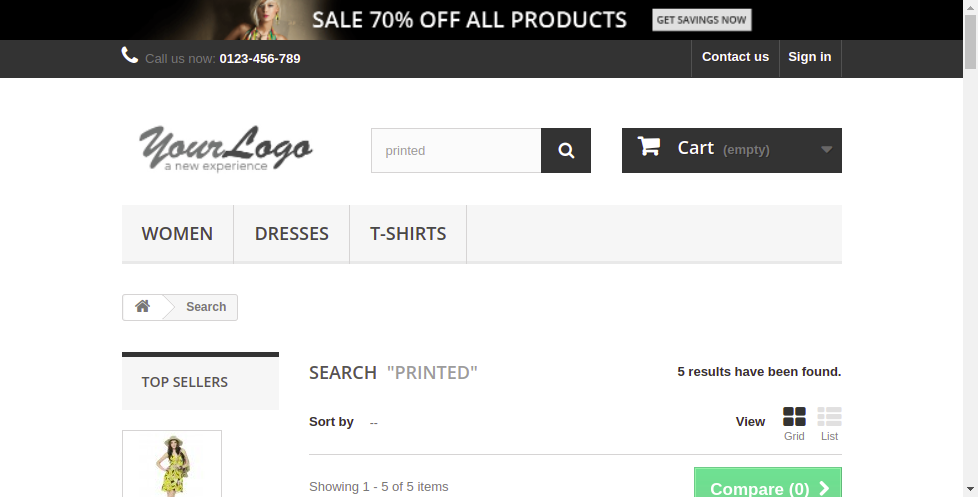 SALE 70% OFF ALL PRODUCTS GET SAVINGS NOW
Call us now: 0123-456-789 Contact us Sign in
YourLogo
a new experience
printed
Cart (empty)
WOMEN DRESSES T-SHIRTS
Search
TOP SELLERS
SEARCH "PRINTED" 5 results have been found.
Sort by -- View
Grid List
Showing 1 - 5 of 5 items
Compare (0)